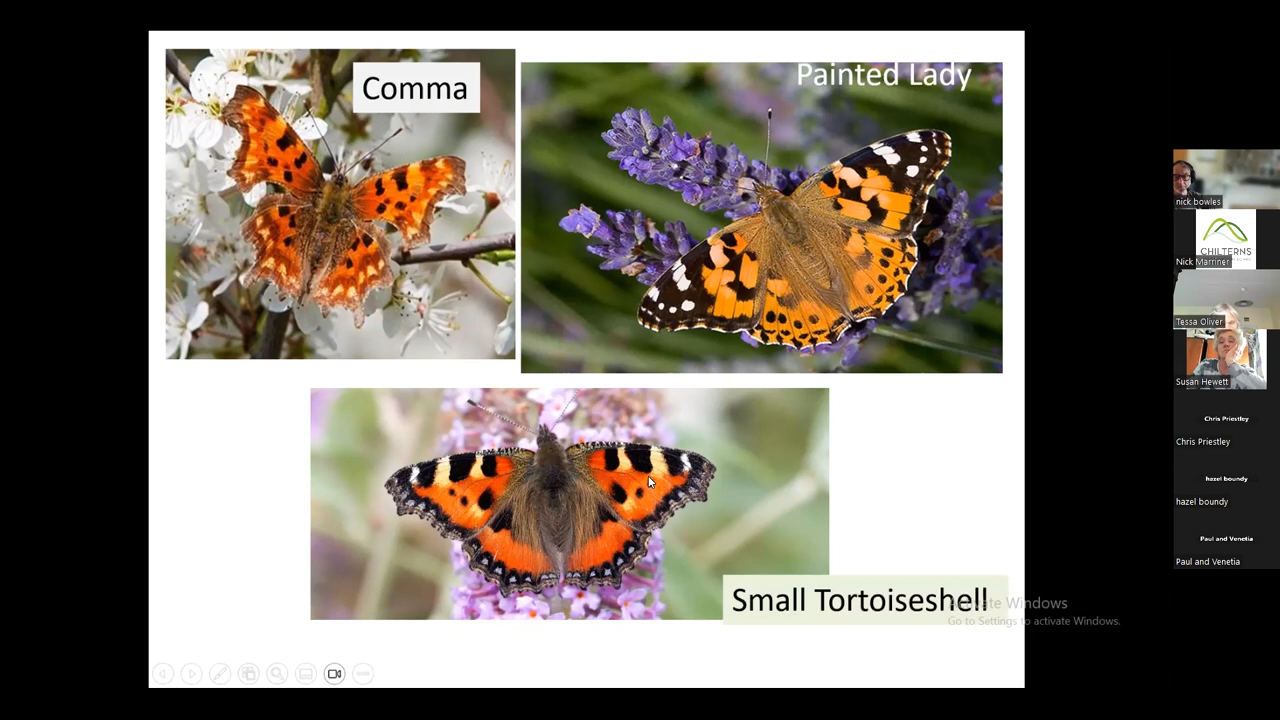 Comma
Painted Lady
Small Tortoiseshell
Activate Windows
Go to Settings to activate Windows.
nick bowles
CHILTERNS
Nick Marriner
Tessa Oliver
Susan Hewett
Chris Priestley
Chris Priestley
hazel boundy
hazel boundy
Paul and Venetia
Paul and Venetia